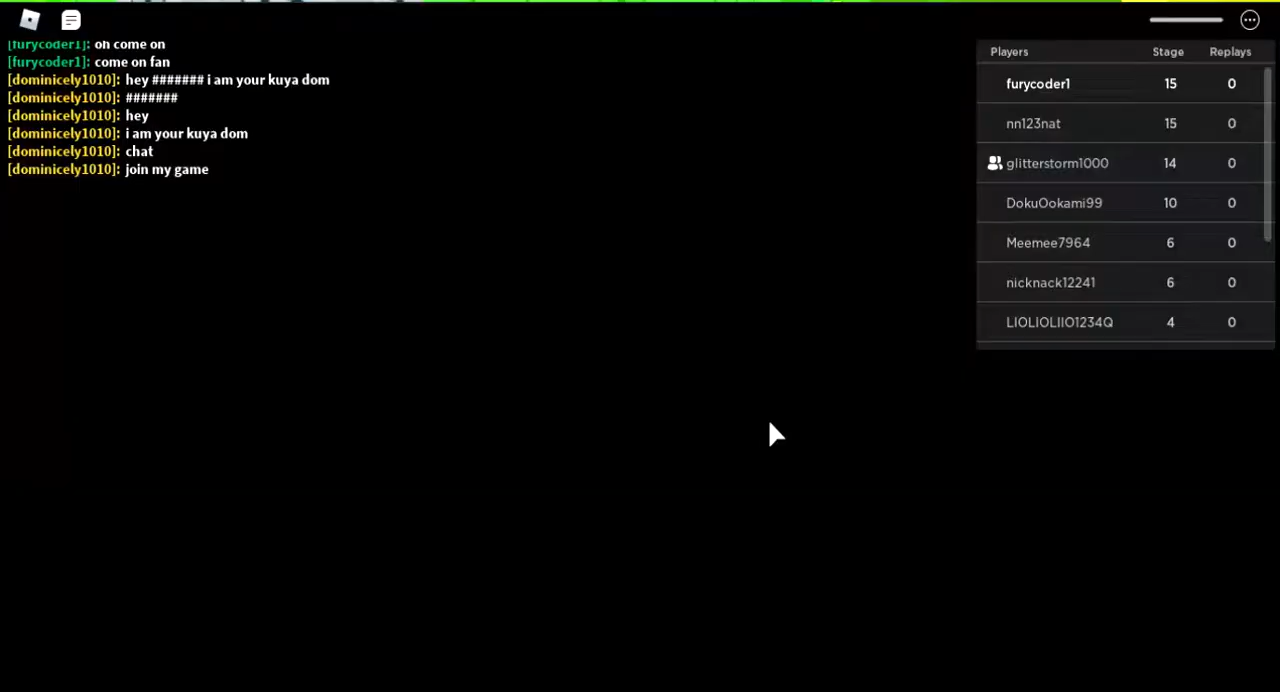 [furycoder1]: oh come on
[furycoder1]: come on fan
[dominicely1010]: hey ####### i am your kuya dom
[dominicely1010]: #######
[dominicely1010]: hey
[dominicely1010]: i am your kuya dom
[dominicely1010]: chat
[dominicely1010]: join my game
Players Stage Replays
furycoder1 15 0
nn123nat 15 0
glitterstorm1000 14 0
DokuOokami99 10 0
Meemee7964 6 0
nicknack12241 6 0
LIOLIOLIIO1234Q 4 0